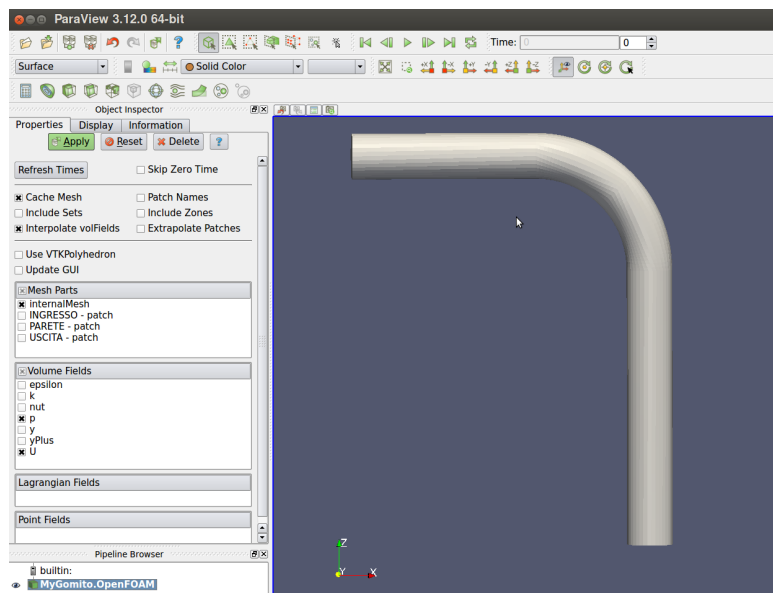 ParaView 3.12.0 64-bit
Time: 0 0
Surface Solid Color
Object Inspector
Properties Display Information
Apply Reset Delete ?
Refresh Times Skip Zero Time
Cache Mesh Patch Names
Include Sets Include Zones
Interpolate volFields Extrapolate Patches
Use VTKPolyhedron
Update GUI
Mesh Parts
internalMesh
INGRESSO - patch
PARETE - patch
USCITA - patch
Volume Fields
epsilon
k
nut
p
y
yPlus
U
Lagrangian Fields
Point Fields
Pipeline Browser
builtin:
MyGomito.OpenFOAM
Z
Y X